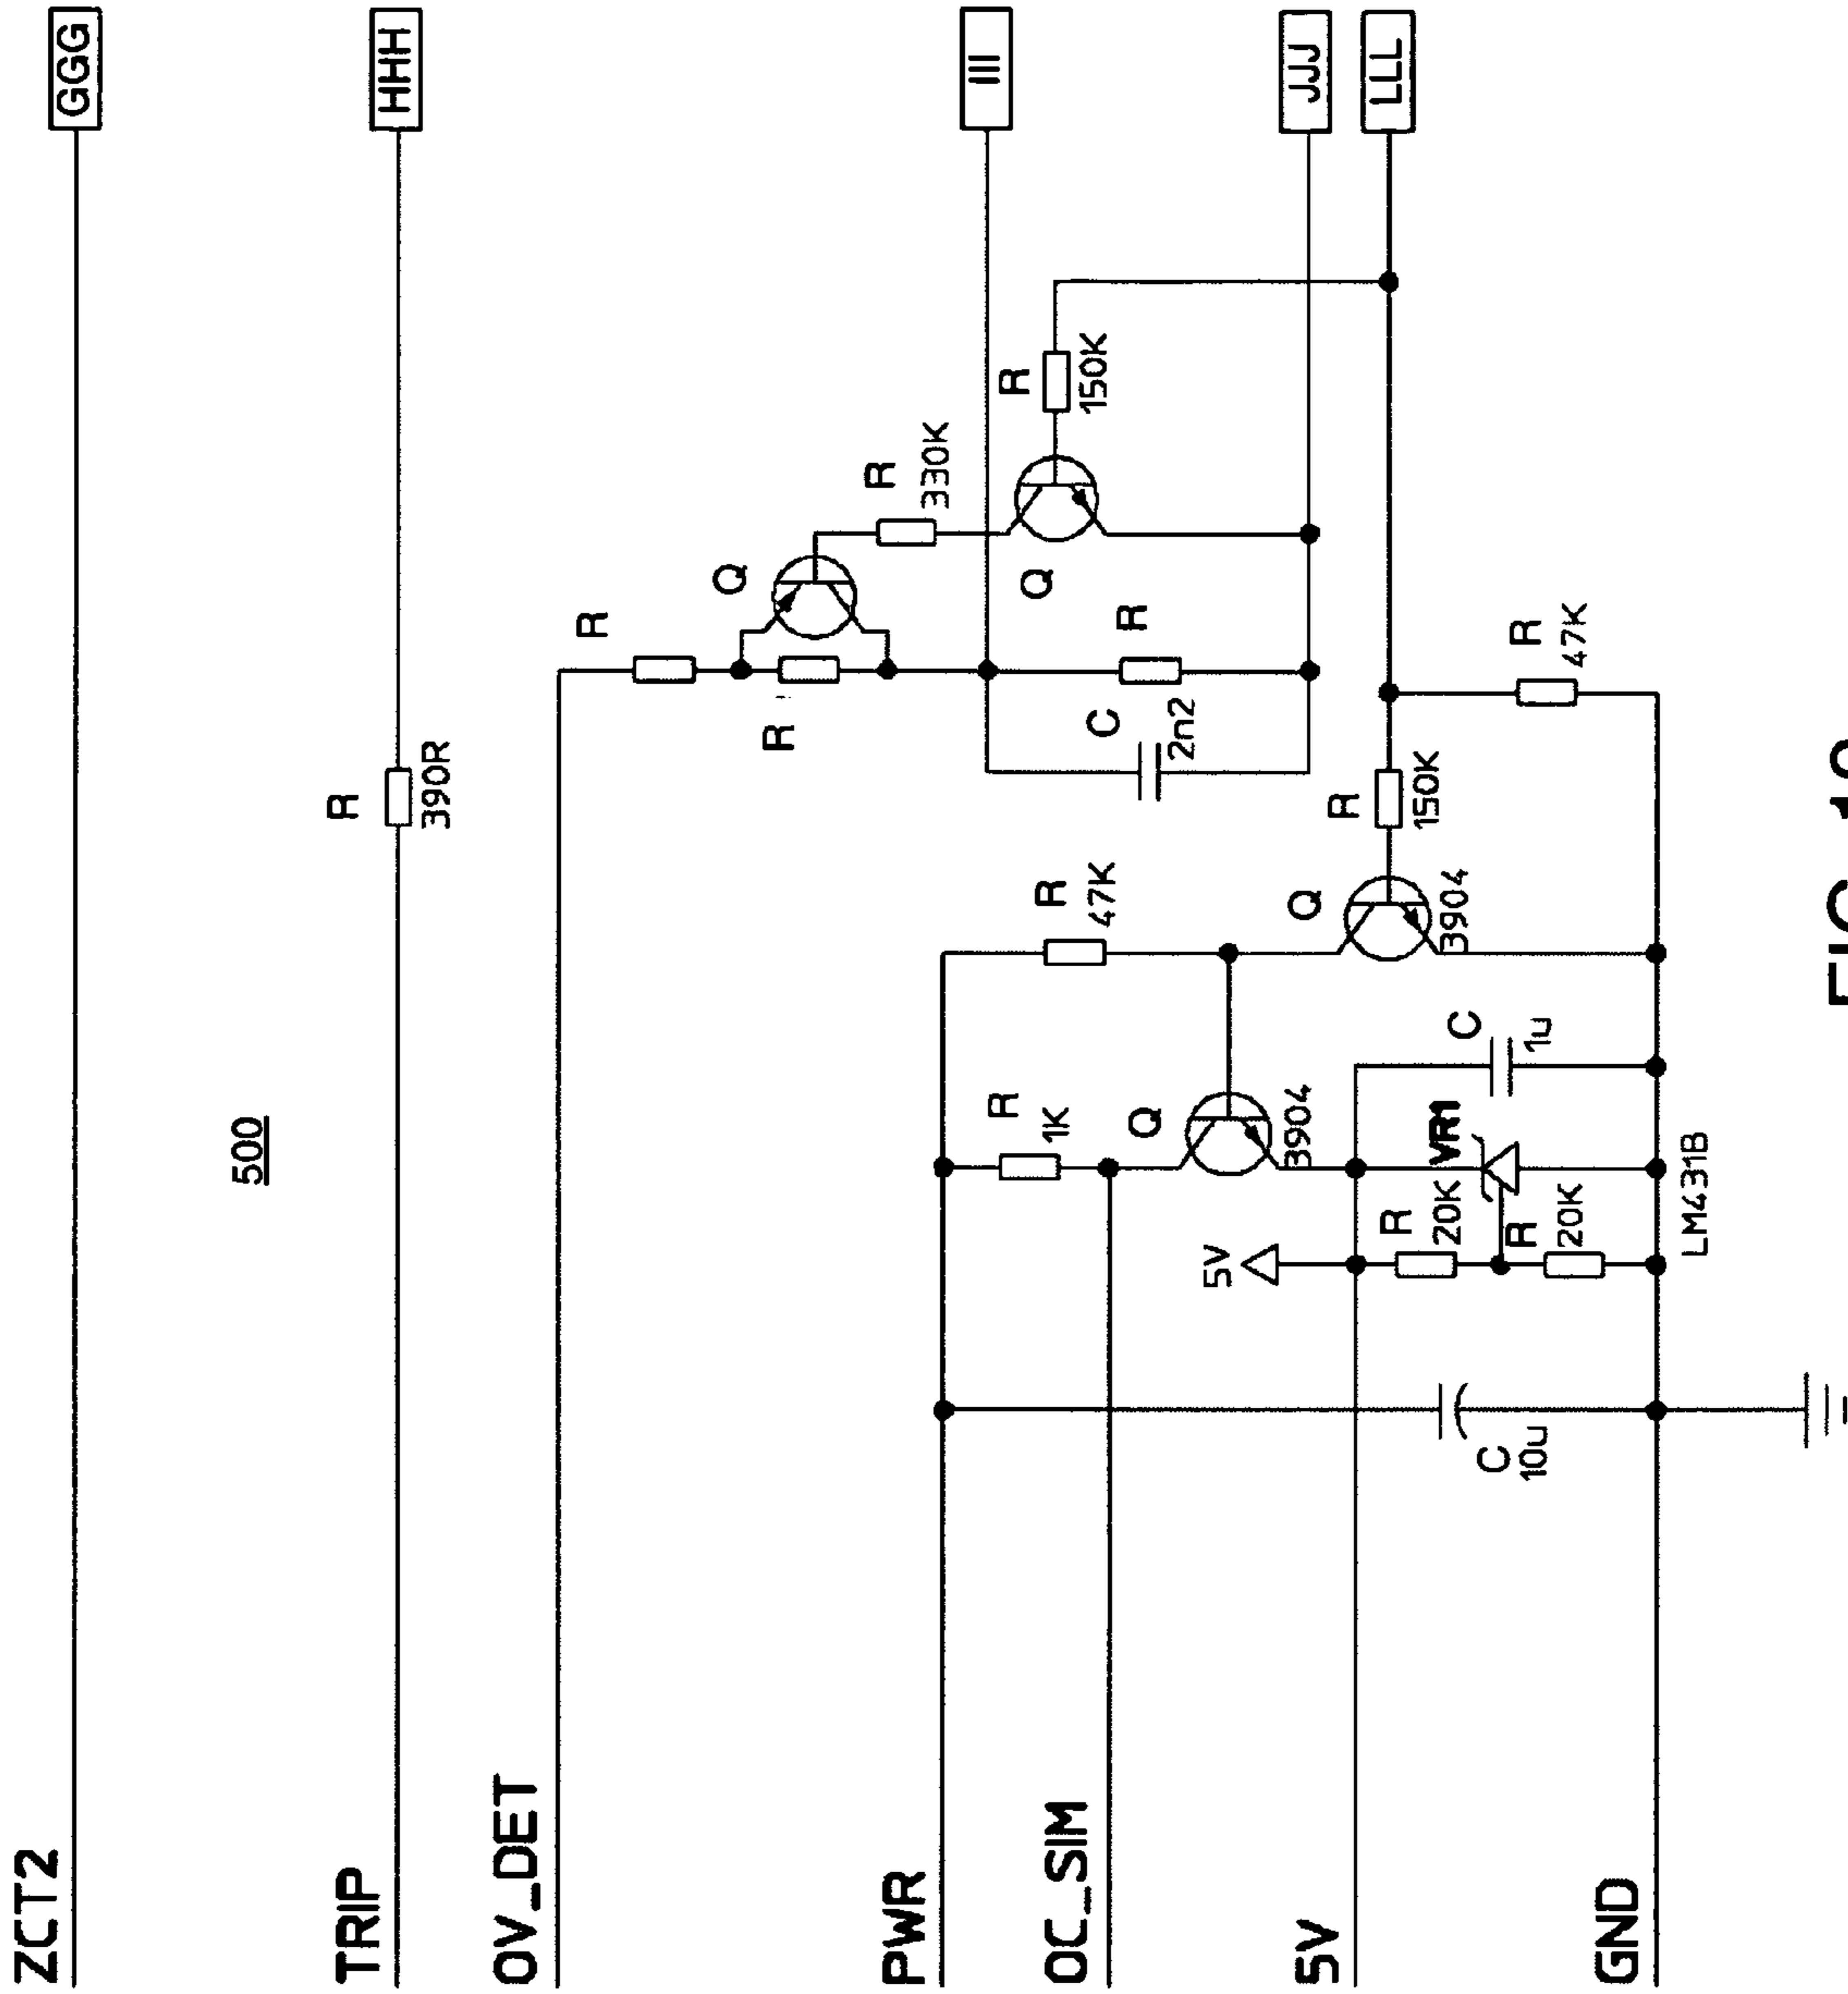 ZCT2
GGG
500
TRIP
R
390R
HHH
OV_DET
R
R
Q
R
330K
III
R
150K
Q
R
C
2n2
JJJ
LLL
PWR
R
47K
R
1K
OC_SIM
Q
3904
Q
3904
R
150K
R
47K
5V
5V
R
20K
R
20K
VR1
LM431B
C
1u
C
10u
GND